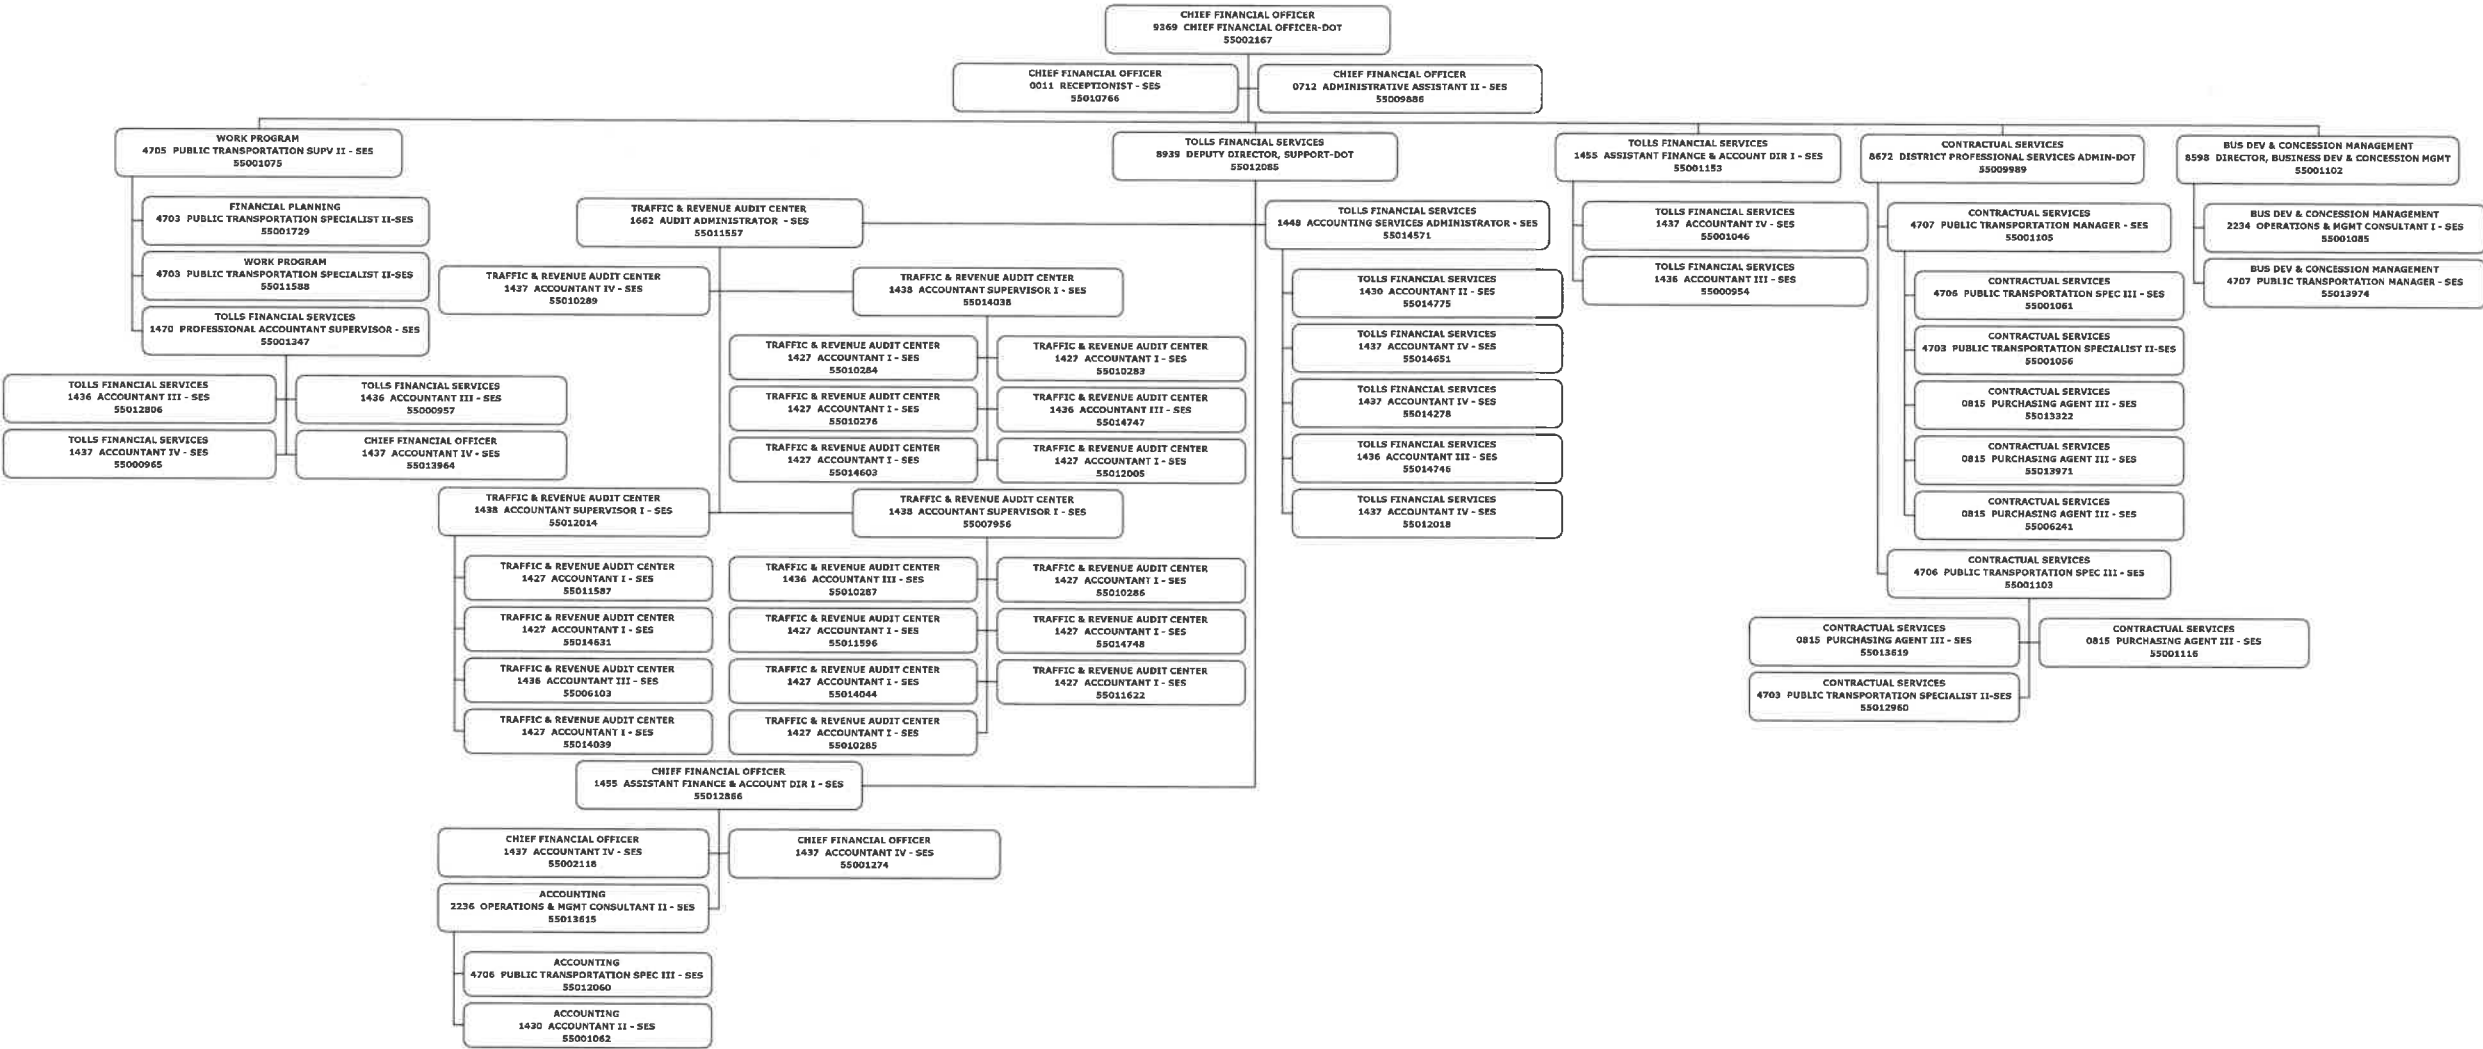 CHIEF FINANCIAL OFFICER
9369 CHIEF FINANCIAL OFFICER-DOT
55002167
CHIEF FINANCIAL OFFICER
0011 RECEPTIONIST - SES
55010766
CHIEF FINANCIAL OFFICER
0712 ADMINISTRATIVE ASSISTANT II - SES
55009886
WORK PROGRAM
4705 PUBLIC TRANSPORTATION SUPV II - SES
55001075
FINANCIAL PLANNING
4703 PUBLIC TRANSPORTATION SPECIALIST II-SES
55001729
WORK PROGRAM
4703 PUBLIC TRANSPORTATION SPECIALIST II-SES
55011588
TOLLS FINANCIAL SERVICES
1470 PROFESSIONAL ACCOUNTANT SUPERVISOR - SES
55001347
TOLLS FINANCIAL SERVICES
1436 ACCOUNTANT III - SES
55012806
TOLLS FINANCIAL SERVICES
1436 ACCOUNTANT III - SES
55000957
TOLLS FINANCIAL SERVICES
1437 ACCOUNTANT IV - SES
55000965
CHIEF FINANCIAL OFFICER
1437 ACCOUNTANT IV - SES
55013964
TOLLS FINANCIAL SERVICES
8939 DEPUTY DIRECTOR, SUPPORT-DOT
55012085
TRAFFIC & REVENUE AUDIT CENTER
1662 AUDIT ADMINISTRATOR - SES
55011557
TRAFFIC & REVENUE AUDIT CENTER
1437 ACCOUNTANT IV - SES
55010289
TRAFFIC & REVENUE AUDIT CENTER
1438 ACCOUNTANT SUPERVISOR I - SES
55014038
TRAFFIC & REVENUE AUDIT CENTER
1427 ACCOUNTANT I - SES
55010284
TRAFFIC & REVENUE AUDIT CENTER
1427 ACCOUNTANT I - SES
55010283
TRAFFIC & REVENUE AUDIT CENTER
1427 ACCOUNTANT I - SES
55010276
TRAFFIC & REVENUE AUDIT CENTER
1436 ACCOUNTANT III - SES
55014747
TRAFFIC & REVENUE AUDIT CENTER
1427 ACCOUNTANT I - SES
55014603
TRAFFIC & REVENUE AUDIT CENTER
1427 ACCOUNTANT I - SES
55012005
TRAFFIC & REVENUE AUDIT CENTER
1438 ACCOUNTANT SUPERVISOR I - SES
55012014
TRAFFIC & REVENUE AUDIT CENTER
1438 ACCOUNTANT SUPERVISOR I - SES
55007956
TRAFFIC & REVENUE AUDIT CENTER
1427 ACCOUNTANT I - SES
55011587
TRAFFIC & REVENUE AUDIT CENTER
1427 ACCOUNTANT I - SES
55014631
TRAFFIC & REVENUE AUDIT CENTER
1436 ACCOUNTANT III - SES
55006103
TRAFFIC & REVENUE AUDIT CENTER
1427 ACCOUNTANT I - SES
55014039
TRAFFIC & REVENUE AUDIT CENTER
1436 ACCOUNTANT III - SES
55010287
TRAFFIC & REVENUE AUDIT CENTER
1427 ACCOUNTANT I - SES
55010286
TRAFFIC & REVENUE AUDIT CENTER
1427 ACCOUNTANT I - SES
55011596
TRAFFIC & REVENUE AUDIT CENTER
1427 ACCOUNTANT I - SES
55014748
TRAFFIC & REVENUE AUDIT CENTER
1427 ACCOUNTANT I - SES
55014044
TRAFFIC & REVENUE AUDIT CENTER
1427 ACCOUNTANT I - SES
55011622
TRAFFIC & REVENUE AUDIT CENTER
1427 ACCOUNTANT I - SES
55010285
CHIEF FINANCIAL OFFICER
1455 ASSISTANT FINANCE & ACCOUNT DIR I - SES
55012866
CHIEF FINANCIAL OFFICER
1437 ACCOUNTANT IV - SES
55002118
CHIEF FINANCIAL OFFICER
1437 ACCOUNTANT IV - SES
55001274
ACCOUNTING
2236 OPERATIONS & MGMT CONSULTANT II - SES
55013615
ACCOUNTING
4706 PUBLIC TRANSPORTATION SPEC III - SES
55012060
ACCOUNTING
1430 ACCOUNTANT II - SES
55001062
TOLLS FINANCIAL SERVICES
1448 ACCOUNTING SERVICES ADMINISTRATOR - SES
55014571
TOLLS FINANCIAL SERVICES
1430 ACCOUNTANT II - SES
55014775
TOLLS FINANCIAL SERVICES
1437 ACCOUNTANT IV - SES
55014651
TOLLS FINANCIAL SERVICES
1437 ACCOUNTANT IV - SES
55014278
TOLLS FINANCIAL SERVICES
1436 ACCOUNTANT III - SES
55014746
TOLLS FINANCIAL SERVICES
1437 ACCOUNTANT IV - SES
55012018
TOLLS FINANCIAL SERVICES
1455 ASSISTANT FINANCE & ACCOUNT DIR I - SES
55001153
TOLLS FINANCIAL SERVICES
1437 ACCOUNTANT IV - SES
55001046
TOLLS FINANCIAL SERVICES
1436 ACCOUNTANT III - SES
55000954
CONTRACTUAL SERVICES
8672 DISTRICT PROFESSIONAL SERVICES ADMIN-DOT
55009989
CONTRACTUAL SERVICES
4707 PUBLIC TRANSPORTATION MANAGER - SES
55001105
CONTRACTUAL SERVICES
4706 PUBLIC TRANSPORTATION SPEC III - SES
55001061
CONTRACTUAL SERVICES
4703 PUBLIC TRANSPORTATION SPECIALIST II-SES
55001056
CONTRACTUAL SERVICES
0815 PURCHASING AGENT III - SES
55013322
CONTRACTUAL SERVICES
0815 PURCHASING AGENT III - SES
55013971
CONTRACTUAL SERVICES
0815 PURCHASING AGENT III - SES
55006241
CONTRACTUAL SERVICES
4706 PUBLIC TRANSPORTATION SPEC III - SES
55001103
CONTRACTUAL SERVICES
0815 PURCHASING AGENT III - SES
55013619
CONTRACTUAL SERVICES
0815 PURCHASING AGENT III - SES
55001116
CONTRACTUAL SERVICES
4703 PUBLIC TRANSPORTATION SPECIALIST II-SES
55012960
BUS DEV & CONCESSION MANAGEMENT
8598 DIRECTOR, BUSINESS DEV & CONCESSION MGMT
55001102
BUS DEV & CONCESSION MANAGEMENT
2234 OPERATIONS & MGMT CONSULTANT I - SES
55001085
BUS DEV & CONCESSION MANAGEMENT
4707 PUBLIC TRANSPORTATION MANAGER - SES
55013974